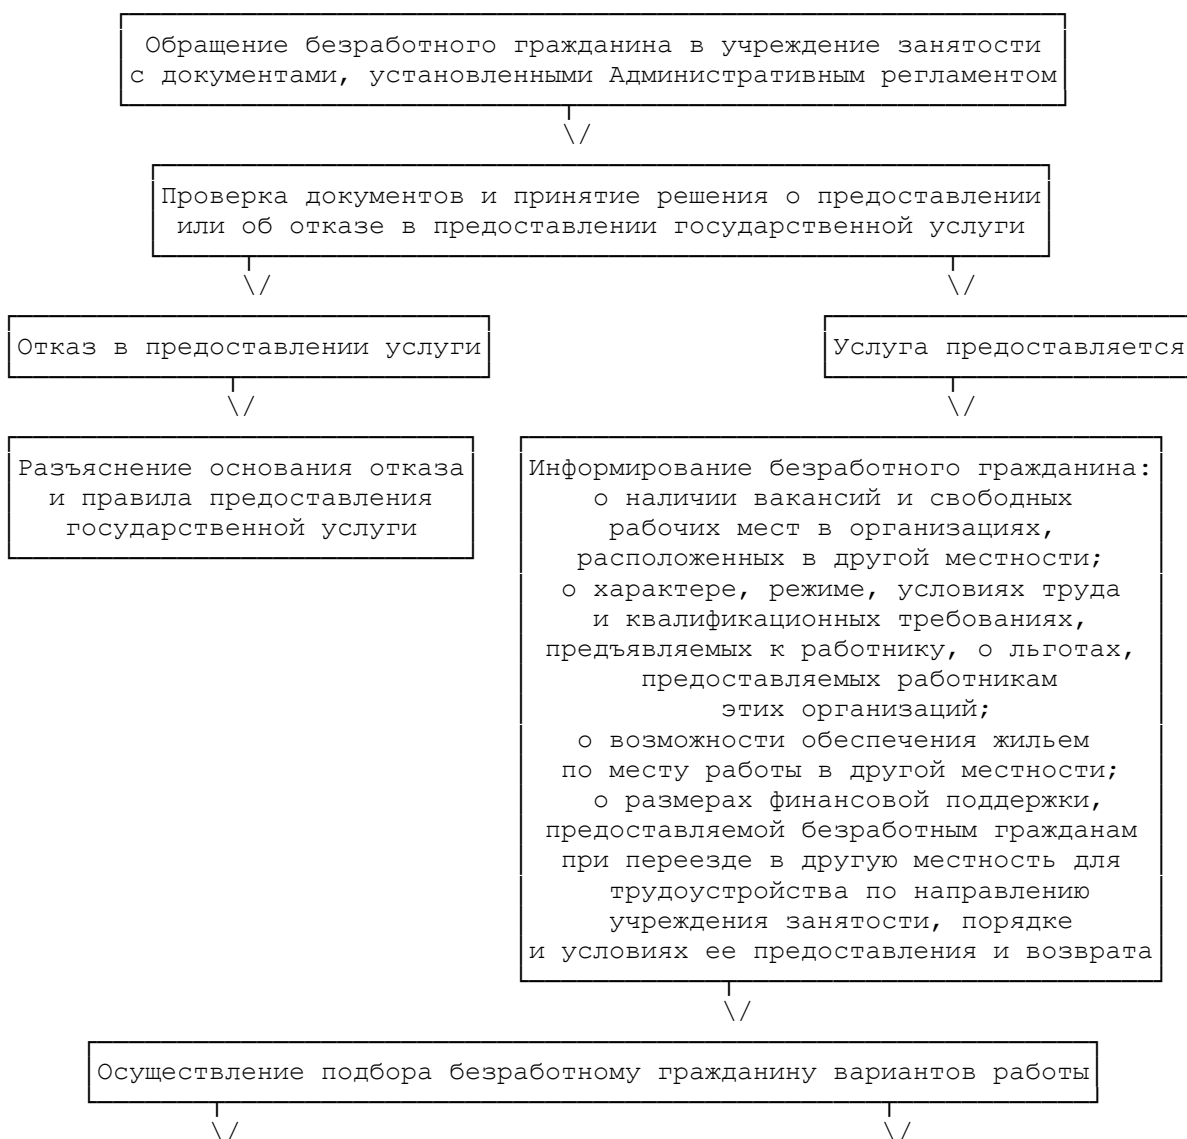 Обращение безработного гражданина в учреждение занятости
с документами, установленными Административным регламентом
\/
Проверка документов и принятие решения о предоставлении
или об отказе в предоставлении государственной услуги
\/ \/
Отказ в предоставлении услуги
Услуга предоставляется
\/ \/
Разъяснение основания отказа
и правила предоставления
государственной услуги
Информирование безработного гражданина:
о наличии вакансий и свободных
рабочих мест в организациях,
расположенных в другой местности;
о характере, режиме, условиях труда
и квалификационных требованиях,
предъявляемых к работнику, о льготах,
предоставляемых работникам
этих организаций;
о возможности обеспечения жильем
по месту работы в другой местности;
о размерах финансовой поддержки,
предоставляемой безработным гражданам
при переезде в другую местность для
трудоустройства по направлению
учреждения занятости, порядке
и условиях ее предоставления и возврата
\/
Осуществление подбора безработному гражданину вариантов работы
\/ \/